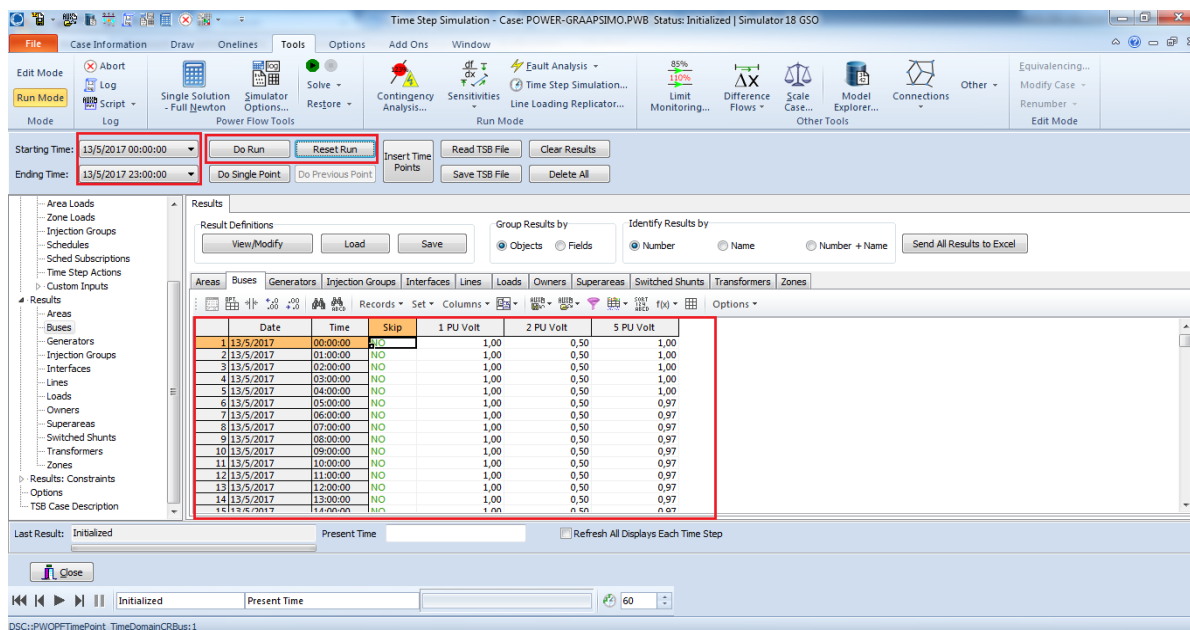 Time Step Simulation - Case: POWER-GRAAPSIMO.PWB Status: Initialized | Simulator 18 GSO
File Case Information Draw Onelines Tools Options Add Ons Window
Edit Mode
Run Mode
Mode
Abort
Log
Script
Log
Single Solution - Full Newton
Simulator Options...
Solve
Restore
Power Flow Tools
Contingency Analysis...
Sensitivities
Fault Analysis
Time Step Simulation...
Line Loading Replicator...
Run Mode
85%
110%
Limit Monitoring...
ΔX
Difference Flows
Scale Case...
Model Explorer...
Connections
Other
Other Tools
Equivalencing...
Modify Case
Renumber
Edit Mode
Starting Time: 13/5/2017 00:00:00 Do Run Reset Run Insert Time Points Read TSB File Clear Results
Ending Time: 13/5/2017 23:00:00 Do Single Point Do Previous Point Save TSB File Delete All
Area Loads
Zone Loads
Injection Groups
Schedules
Sched Subscriptions
Time Step Actions
Custom Inputs
Results
Areas
Buses
Generators
Injection Groups
Interfaces
Lines
Loads
Owners
Superareas
Switched Shunts
Transformers
Zones
Results: Constraints
Options
TSB Case Description
Results
Result Definitions
View/Modify Load Save
Group Results by
Objects Fields
Identify Results by
Number Name Number + Name
Send All Results to Excel
Areas Buses Generators Injection Groups Interfaces Lines Loads Owners Superareas Switched Shunts Transformers Zones
Records Set Columns Options
Date Time Skip 1 PU Volt 2 PU Volt 5 PU Volt
1 13/5/2017 00:00:00 NO 1,00 0,50 1,00
2 13/5/2017 01:00:00 NO 1,00 0,50 1,00
3 13/5/2017 02:00:00 NO 1,00 0,50 1,00
4 13/5/2017 03:00:00 NO 1,00 0,50 1,00
5 13/5/2017 04:00:00 NO 1,00 0,50 1,00
6 13/5/2017 05:00:00 NO 1,00 0,50 0,97
7 13/5/2017 06:00:00 NO 1,00 0,50 0,97
8 13/5/2017 07:00:00 NO 1,00 0,50 0,97
9 13/5/2017 08:00:00 NO 1,00 0,50 0,97
10 13/5/2017 09:00:00 NO 1,00 0,50 0,97
11 13/5/2017 10:00:00 NO 1,00 0,50 0,97
12 13/5/2017 11:00:00 NO 1,00 0,50 0,97
13 13/5/2017 12:00:00 NO 1,00 0,50 0,97
14 13/5/2017 13:00:00 NO 1,00 0,50 0,97
15 13/5/2017 14:00:00 NO 1,00 0,50 0,97
Last Result: Initialized Present Time Refresh All Displays Each Time Step
Close
Initialized Present Time 60
DSC::PWOPFTimePoint_TimeDomainCRBus:1